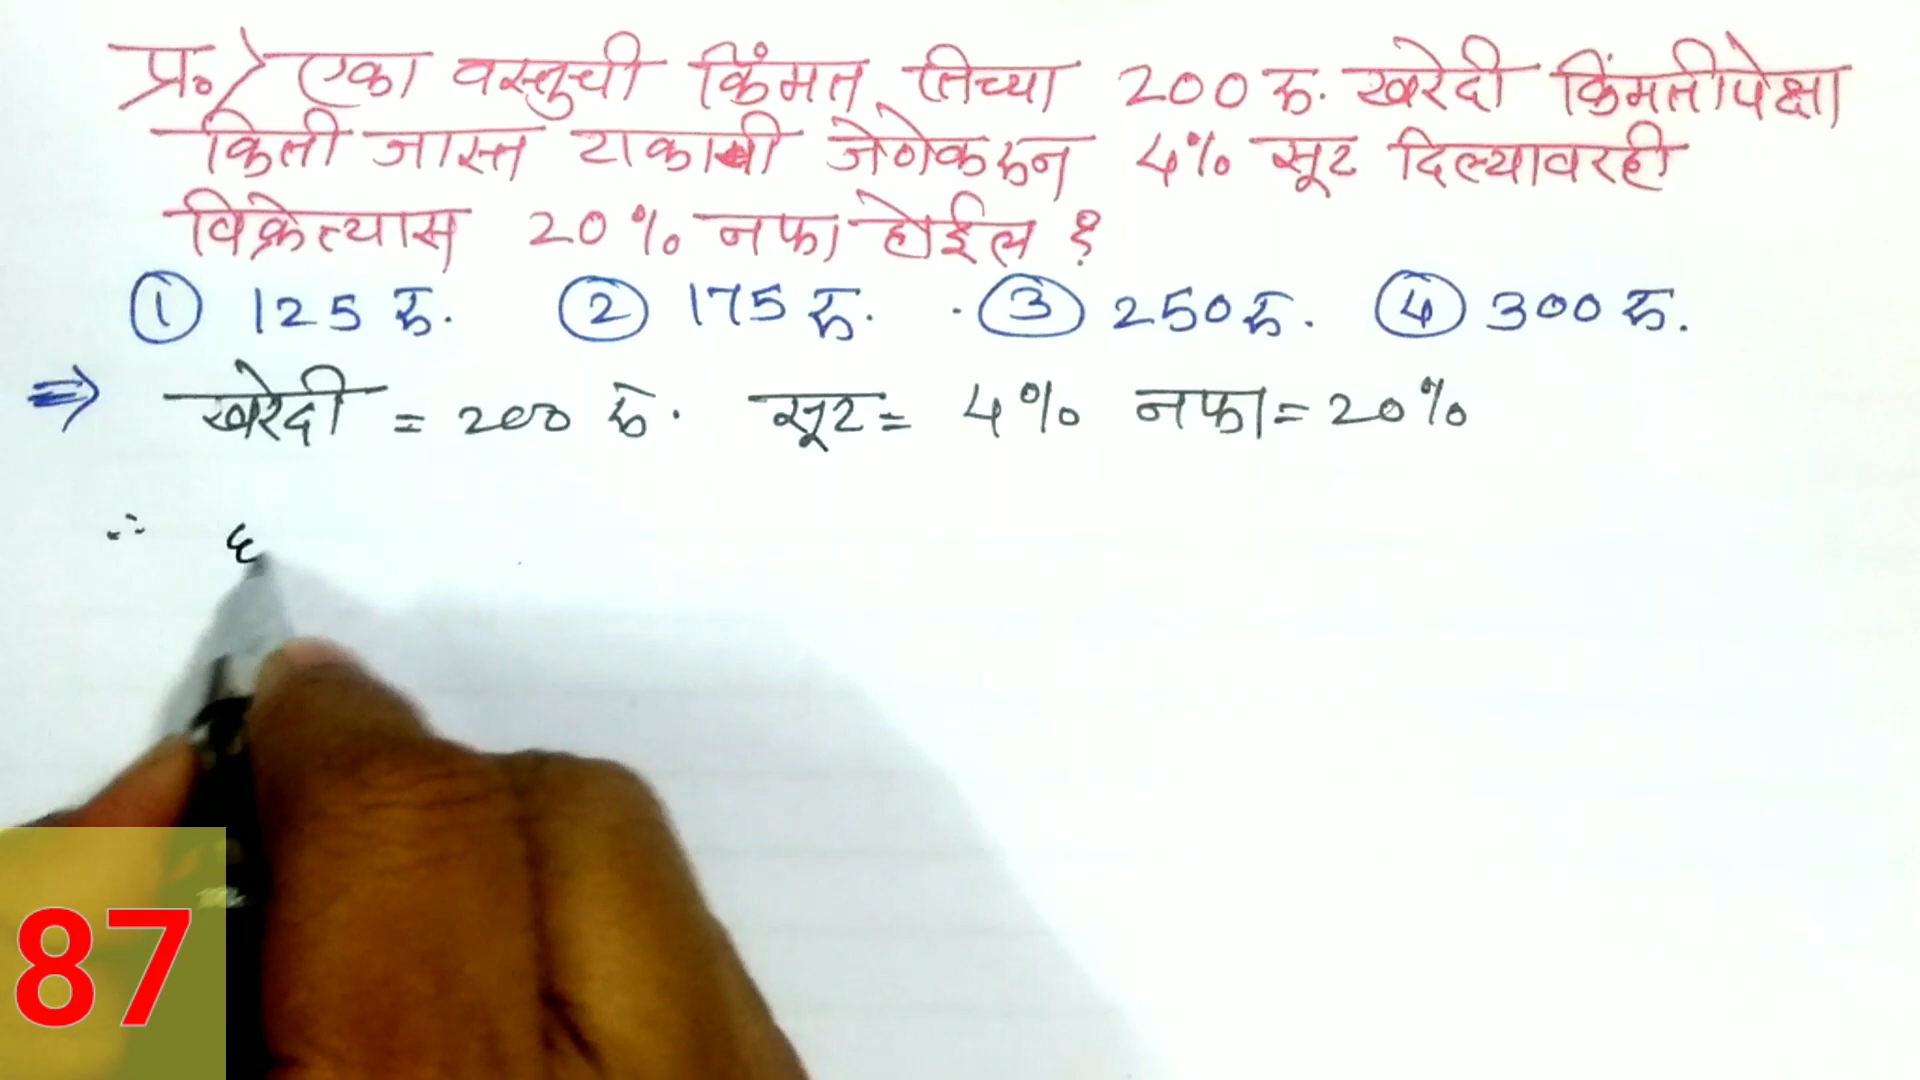 प्र.> एका वस्तुची किंमत तिच्या 200 रु. खरेदी किंमतीपेक्षा
किती जास्त टाकावी जेणेकरुन 4% सूट दिल्यावरही
विक्रेत्यास 20% नफा होईल ?
① 125 रु. ② 175 रु. ③ 250 रु. ④ 300 रु.
⇒ खरेदी = 200 रु. सूट = 4% नफा = 20%
∴
87